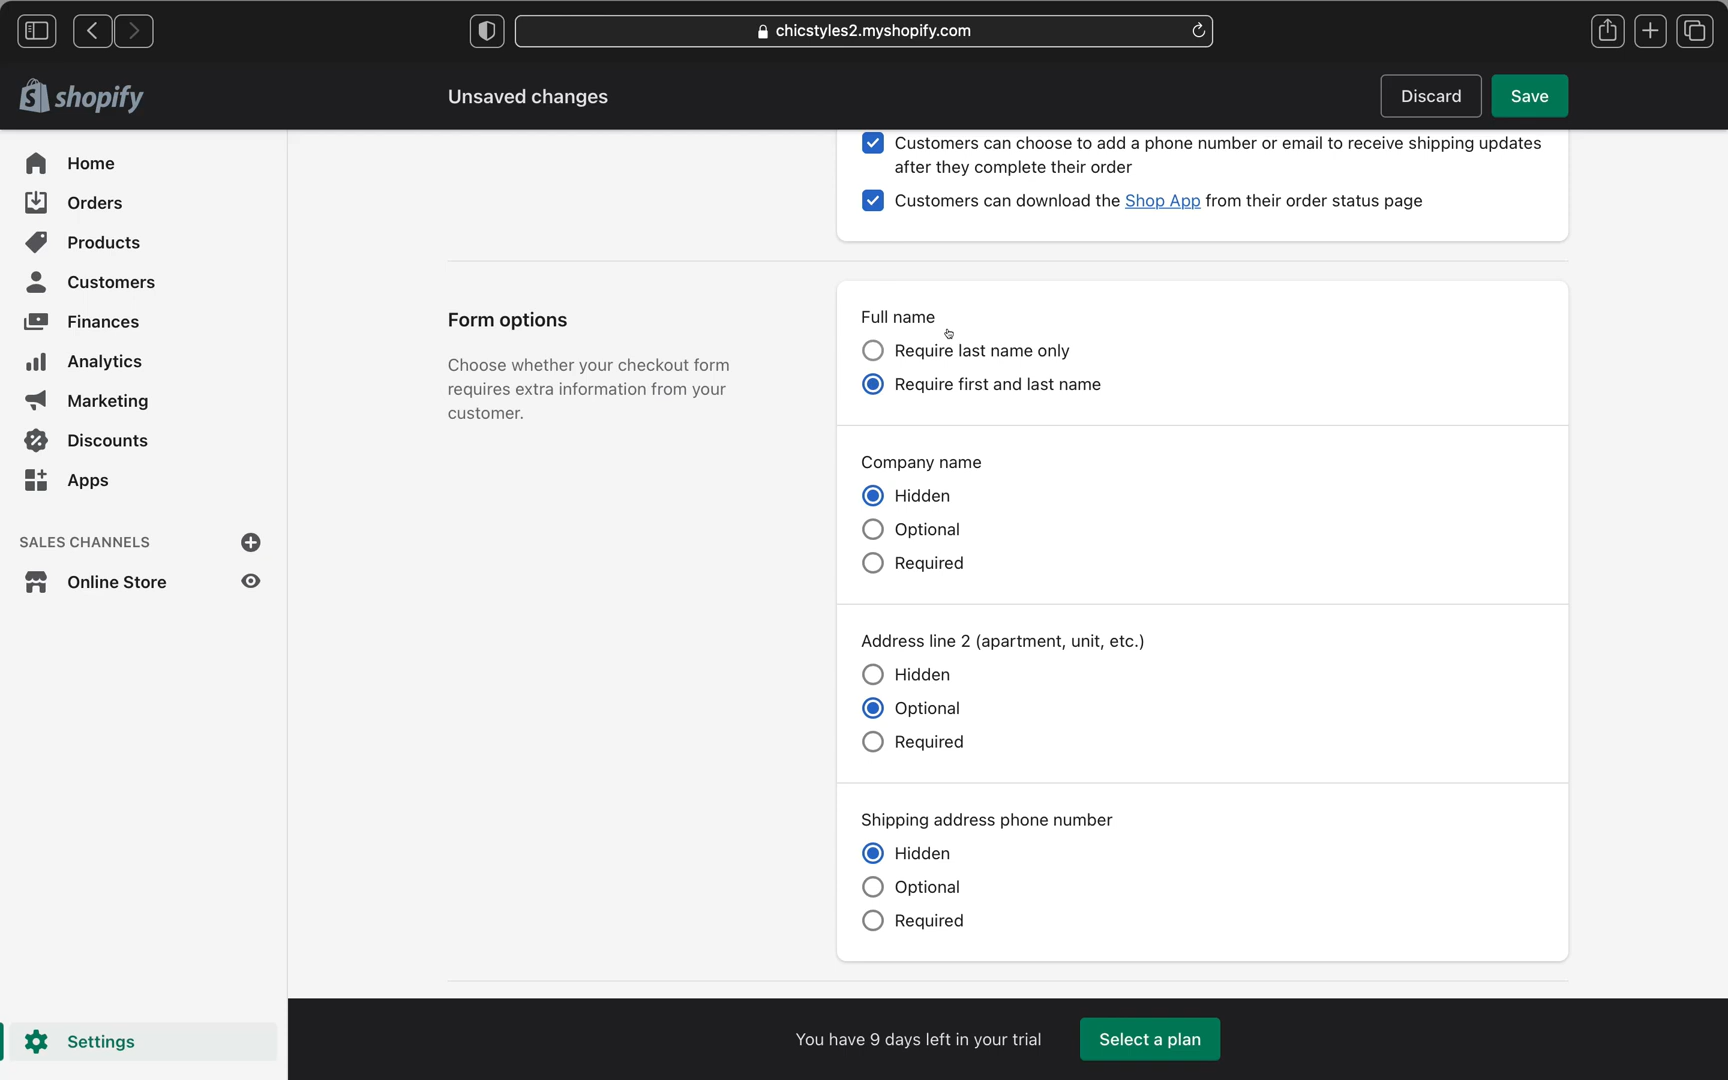 chicstyles2.myshopify.com
shopify
Unsaved changes
Discard
Save
Home
Orders
Products
Customers
Finances
Analytics
Marketing
Discounts
Apps
SALES CHANNELS
Online Store
Settings
Customers can choose to add a phone number or email to receive shipping updates
after they complete their order
Customers can download the Shop App from their order status page
Form options
Choose whether your checkout form
requires extra information from your
customer.
Full name
Require last name only
Require first and last name
Company name
Hidden
Optional
Required
Address line 2 (apartment, unit, etc.)
Hidden
Optional
Required
Shipping address phone number
Hidden
Optional
Required
You have 9 days left in your trial
Select a plan